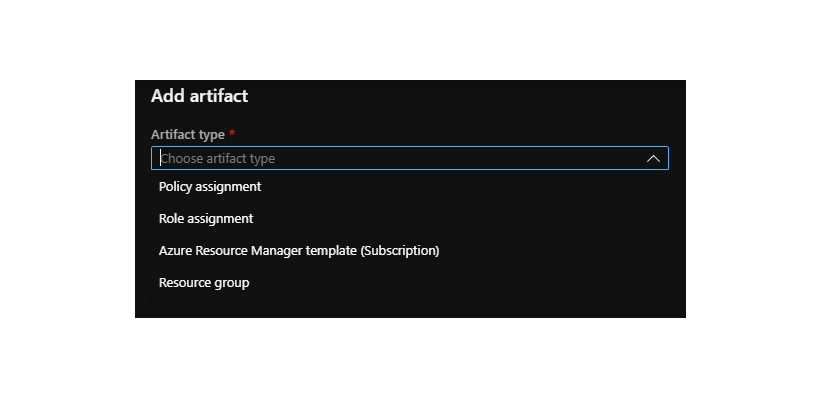 Add artifact
Artifact type *
Choose artifact type
Policy assignment
Role assignment
Azure Resource Manager template (Subscription)
Resource group